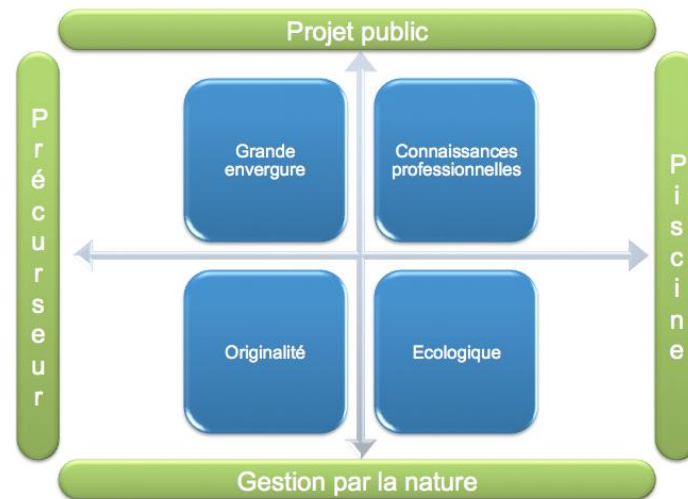 Projet public
Précurseur
Grande
envergure
Connaissances
professionnelles
Piscine
Originalité
Ecologique
Gestion par la nature